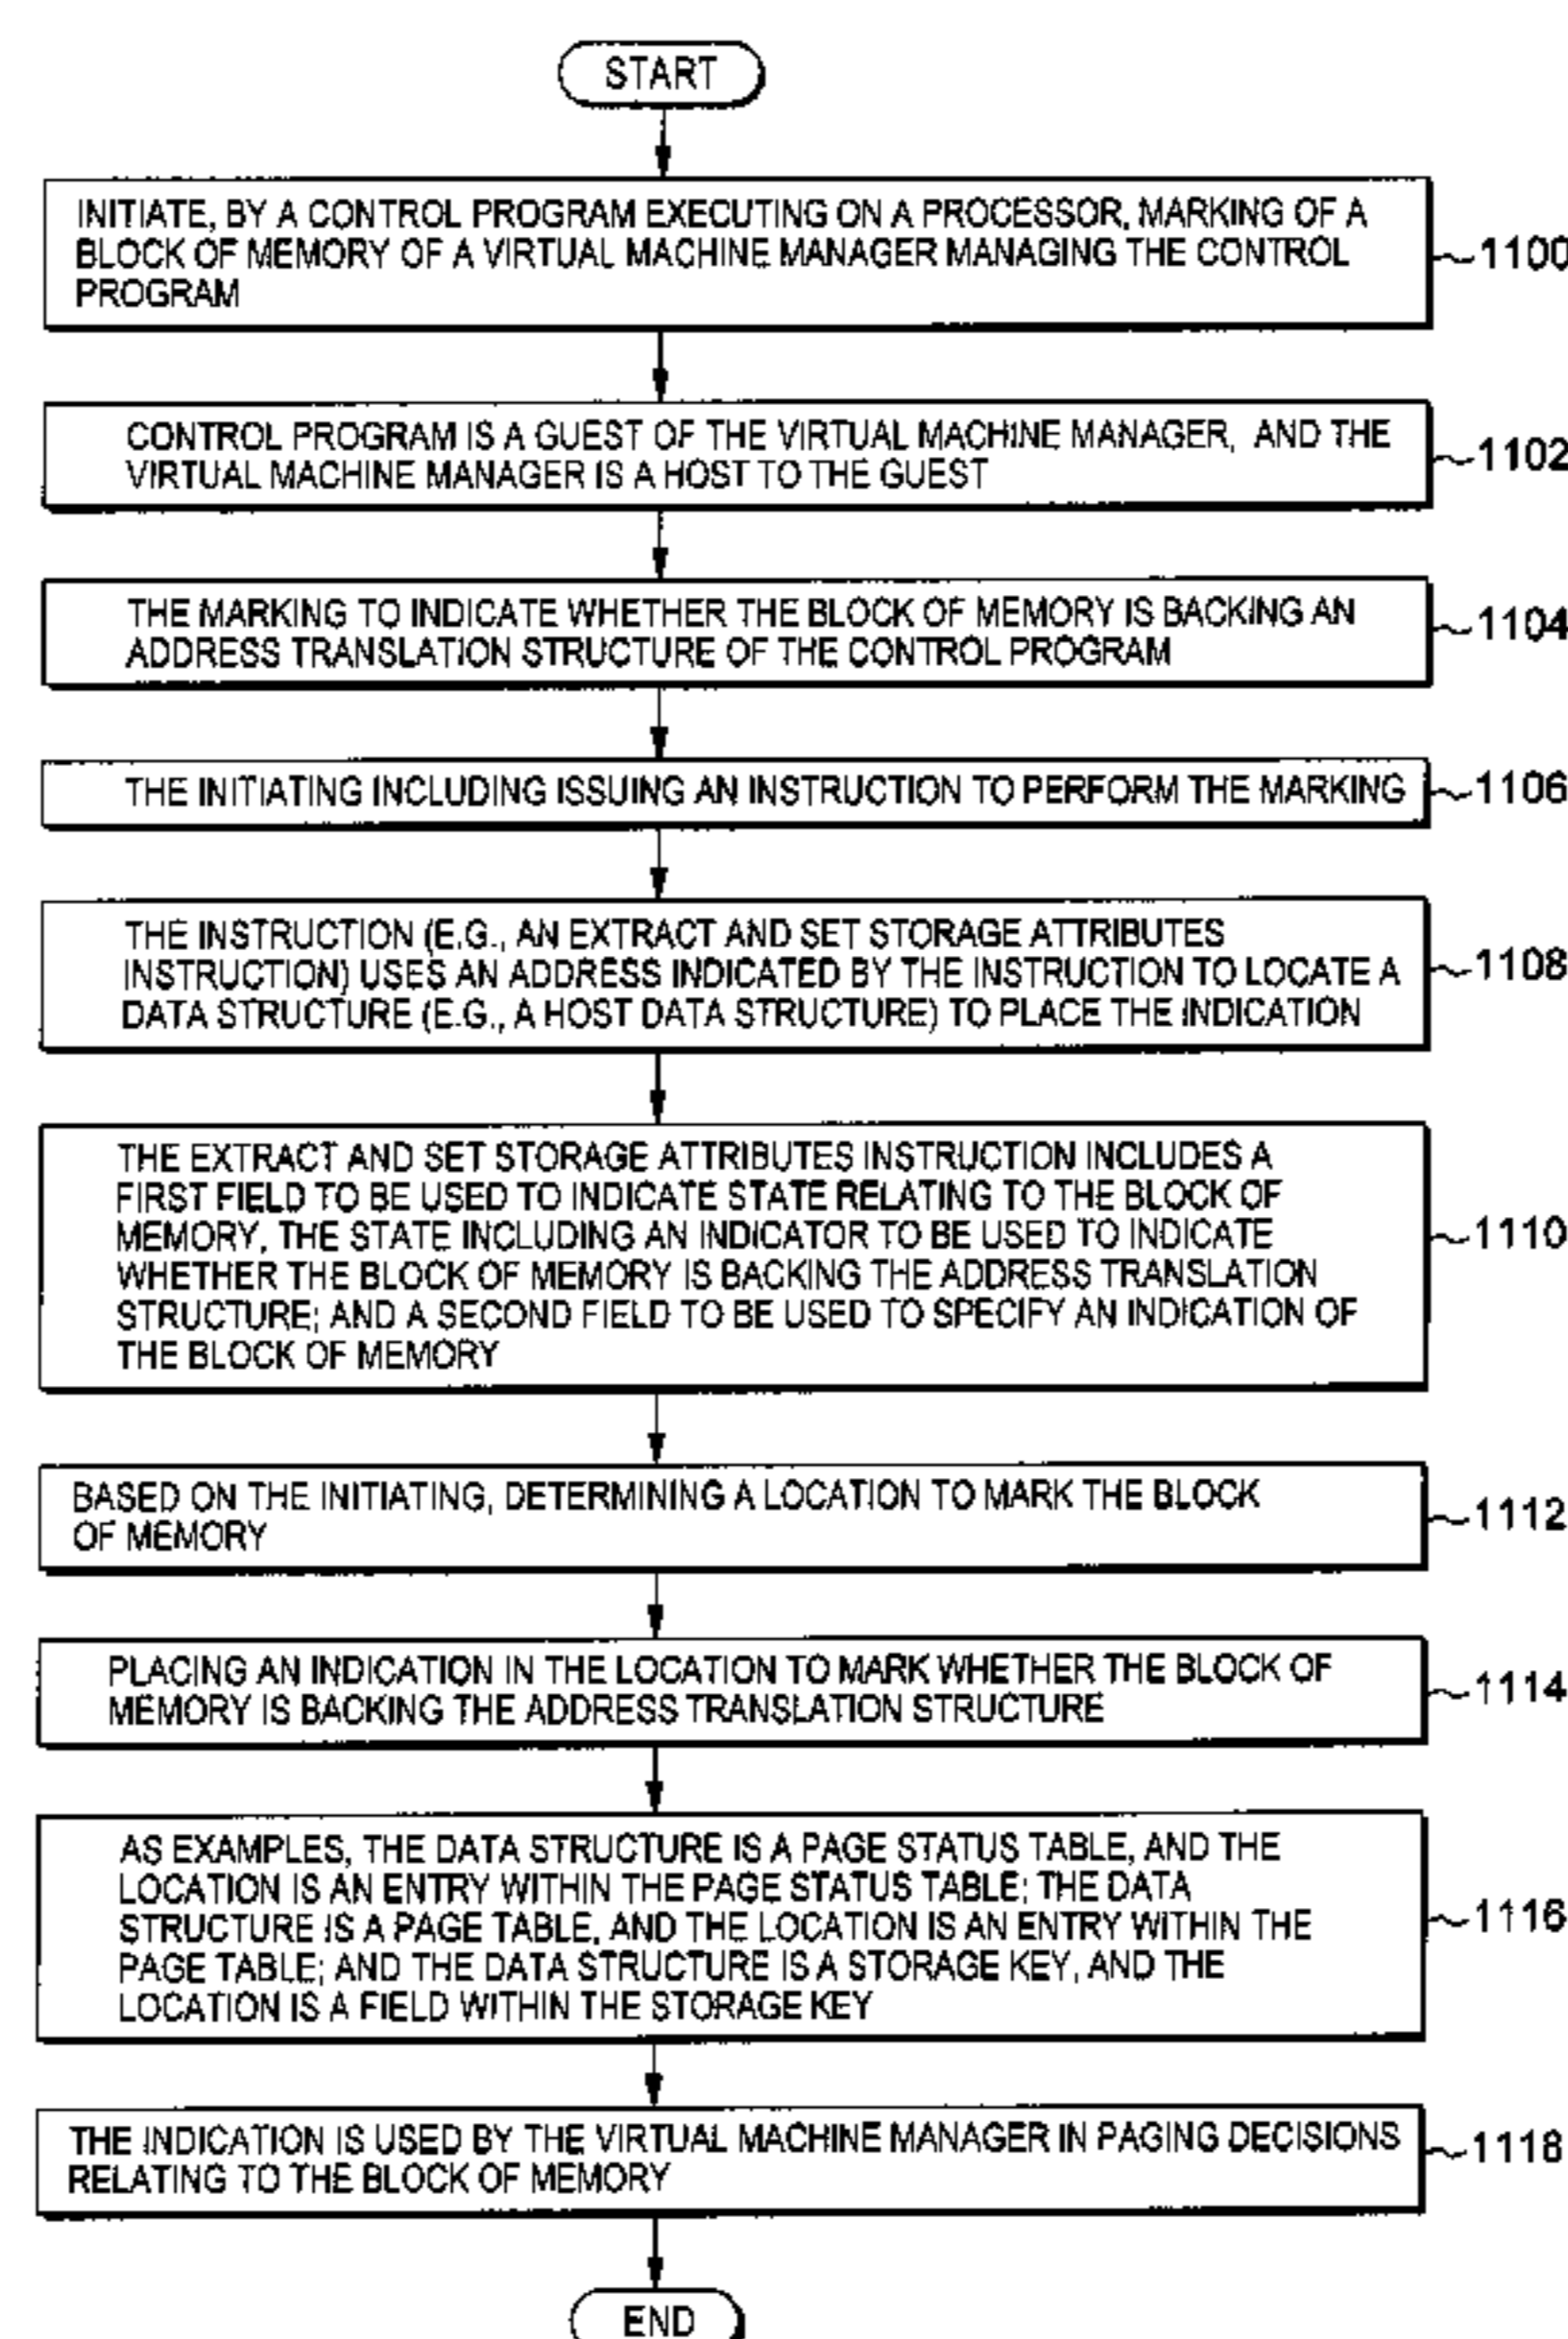 START
INITIATE, BY A CONTROL PROGRAM EXECUTING ON A PROCESSOR, MARKING OF A
BLOCK OF MEMORY OF A VIRTUAL MACHINE MANAGER MANAGING THE CONTROL
PROGRAM
1100
CONTROL PROGRAM IS A GUEST OF THE VIRTUAL MACHINE MANAGER, AND THE
VIRTUAL MACHINE MANAGER IS A HOST TO THE GUEST
1102
THE MARKING TO INDICATE WHETHER THE BLOCK OF MEMORY IS BACKING AN
ADDRESS TRANSLATION STRUCTURE OF THE CONTROL PROGRAM
1104
THE INITIATING INCLUDING ISSUING AN INSTRUCTION TO PERFORM THE MARKING
1106
THE INSTRUCTION (E.G., AN EXTRACT AND SET STORAGE ATTRIBUTES
INSTRUCTION) USES AN ADDRESS INDICATED BY THE INSTRUCTION TO LOCATE A
DATA STRUCTURE (E.G., A HOST DATA STRUCTURE) TO PLACE THE INDICATION
1108
THE EXTRACT AND SET STORAGE ATTRIBUTES INSTRUCTION INCLUDES A
FIRST FIELD TO BE USED TO INDICATE STATE RELATING TO THE BLOCK OF
MEMORY, THE STATE INCLUDING AN INDICATOR TO BE USED TO INDICATE
WHETHER THE BLOCK OF MEMORY IS BACKING THE ADDRESS TRANSLATION
STRUCTURE; AND A SECOND FIELD TO BE USED TO SPECIFY AN INDICATION OF
THE BLOCK OF MEMORY
1110
BASED ON THE INITIATING, DETERMINING A LOCATION TO MARK THE BLOCK
OF MEMORY
1112
PLACING AN INDICATION IN THE LOCATION TO MARK WHETHER THE BLOCK OF
MEMORY IS BACKING THE ADDRESS TRANSLATION STRUCTURE
1114
AS EXAMPLES, THE DATA STRUCTURE IS A PAGE STATUS TABLE, AND THE
LOCATION IS AN ENTRY WITHIN THE PAGE STATUS TABLE; THE DATA
STRUCTURE IS A PAGE TABLE, AND THE LOCATION IS AN ENTRY WITHIN THE
PAGE TABLE; AND THE DATA STRUCTURE IS A STORAGE KEY, AND THE
LOCATION IS A FIELD WITHIN THE STORAGE KEY
1116
THE INDICATION IS USED BY THE VIRTUAL MACHINE MANAGER IN PAGING DECISIONS
RELATING TO THE BLOCK OF MEMORY
1118
END